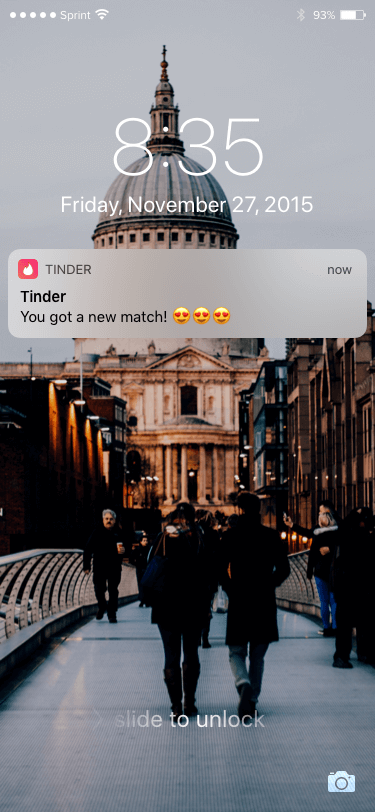 Sprint 93%
8:35
Friday, November 27, 2015
TINDER now
Tinder
You got a new match! 😍😍😍
slide to unlock